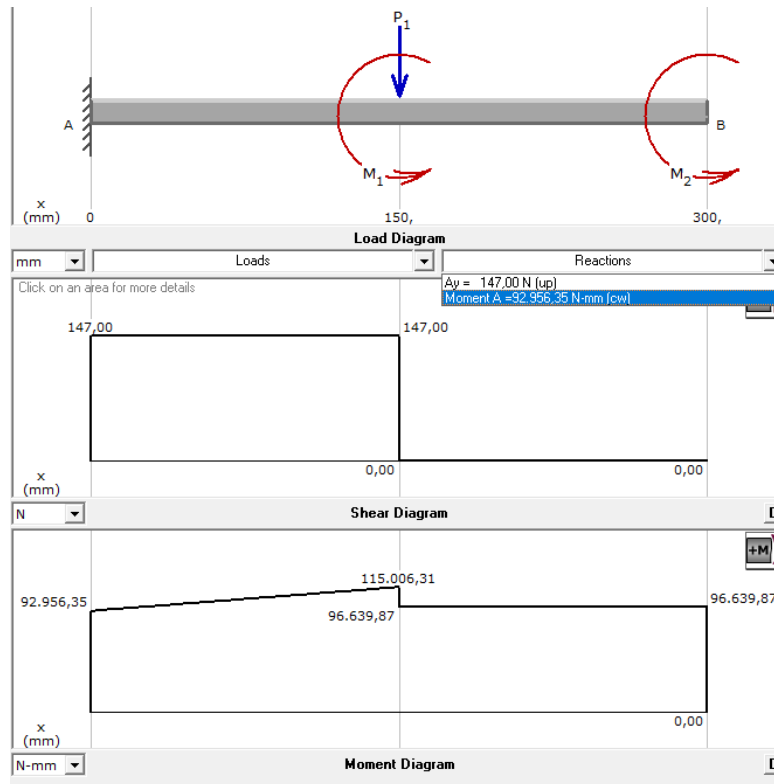 P1
A
B
M1
M2
x
(mm)
0
150,
300,
Load Diagram
mm
Loads
Reactions
Ay = 147,00 N (up)
Moment A =92.956,35 N-mm (cw)
Click on an area for more details
147,00
147,00
0,00
0,00
x
(mm)
N
Shear Diagram
+M
115.006,31
92.956,35
96.639,87
96.639,87
0,00
x
(mm)
N-mm
Moment Diagram